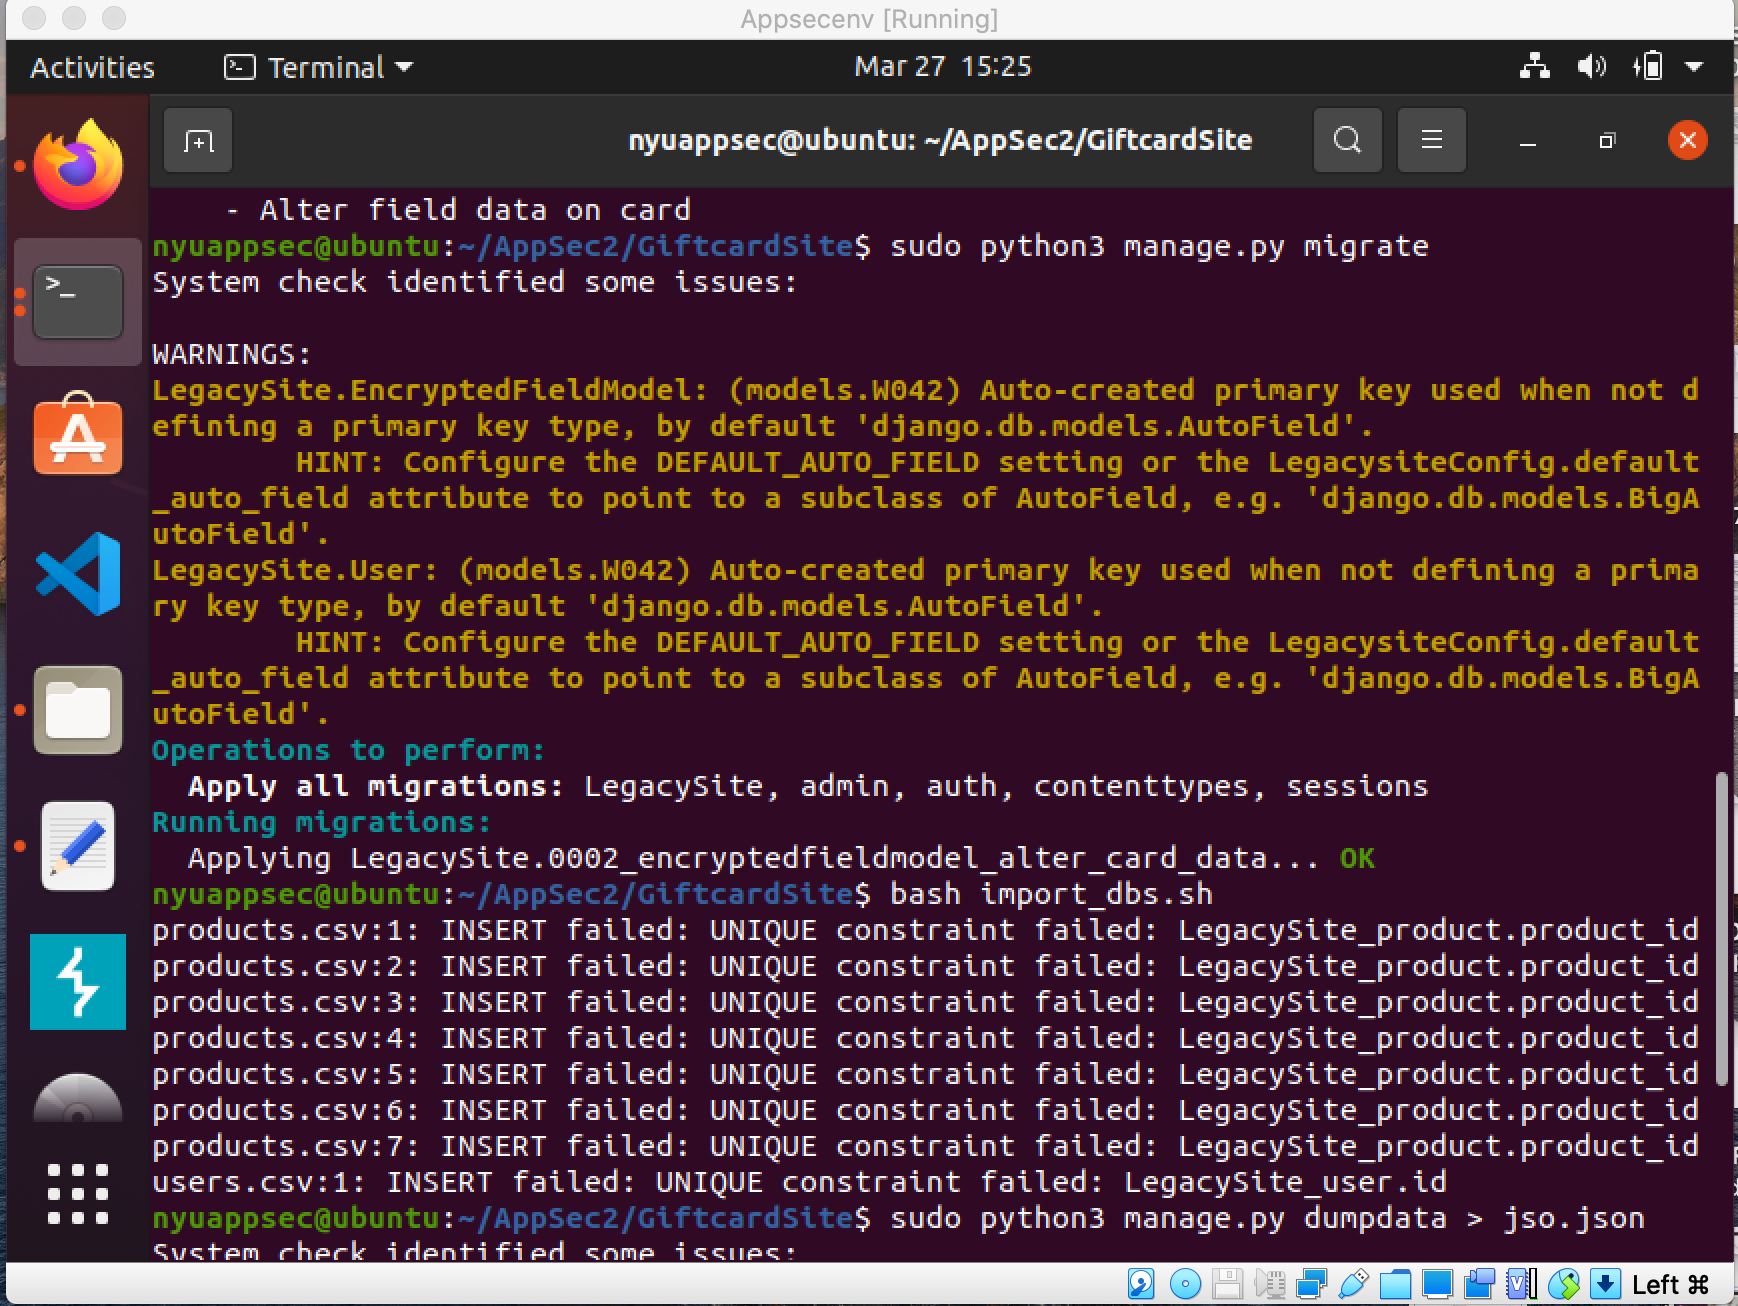 Appsecenv [Running]
Activities
Terminal
Mar 27 15:25
nyuappsec@ubuntu: ~/AppSec2/GiftcardSite
    - Alter field data on card
nyuappsec@ubuntu:~/AppSec2/GiftcardSite$ sudo python3 manage.py migrate
System check identified some issues:

WARNINGS:
LegacySite.EncryptedFieldModel: (models.W042) Auto-created primary key used when not d
efining a primary key type, by default 'django.db.models.AutoField'.
        HINT: Configure the DEFAULT_AUTO_FIELD setting or the LegacysiteConfig.default
_auto_field attribute to point to a subclass of AutoField, e.g. 'django.db.models.BigA
utoField'.
LegacySite.User: (models.W042) Auto-created primary key used when not defining a prima
ry key type, by default 'django.db.models.AutoField'.
        HINT: Configure the DEFAULT_AUTO_FIELD setting or the LegacysiteConfig.default
_auto_field attribute to point to a subclass of AutoField, e.g. 'django.db.models.BigA
utoField'.
Operations to perform:
  Apply all migrations: LegacySite, admin, auth, contenttypes, sessions
Running migrations:
  Applying LegacySite.0002_encryptedfieldmodel_alter_card_data... OK
nyuappsec@ubuntu:~/AppSec2/GiftcardSite$ bash import_dbs.sh
products.csv:1: INSERT failed: UNIQUE constraint failed: LegacySite_product.product_id
products.csv:2: INSERT failed: UNIQUE constraint failed: LegacySite_product.product_id
products.csv:3: INSERT failed: UNIQUE constraint failed: LegacySite_product.product_id
products.csv:4: INSERT failed: UNIQUE constraint failed: LegacySite_product.product_id
products.csv:5: INSERT failed: UNIQUE constraint failed: LegacySite_product.product_id
products.csv:6: INSERT failed: UNIQUE constraint failed: LegacySite_product.product_id
products.csv:7: INSERT failed: UNIQUE constraint failed: LegacySite_product.product_id
users.csv:1: INSERT failed: UNIQUE constraint failed: LegacySite_user.id
nyuappsec@ubuntu:~/AppSec2/GiftcardSite$ sudo python3 manage.py dumpdata > jso.json
System check identified some issues:
Left ⌘